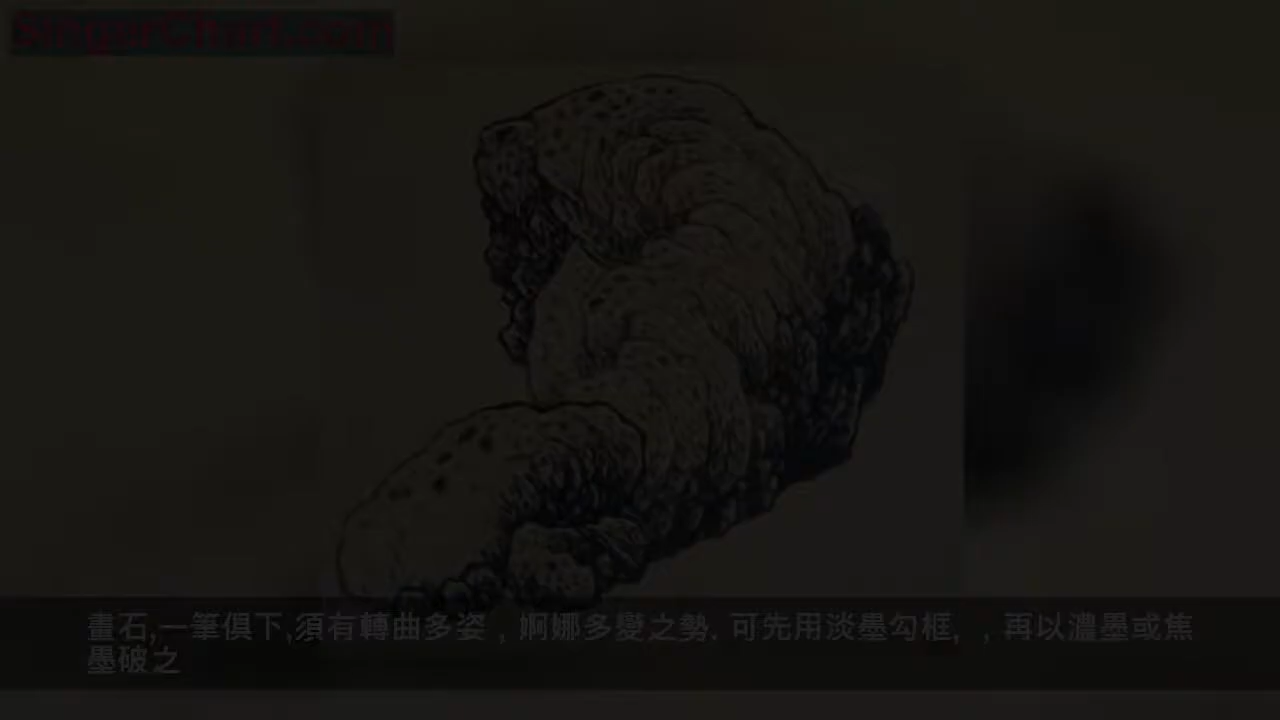 SingerChart.com
畫石,一筆俱下,須有轉曲多姿 , 婀娜多變之勢. 可先用淡墨勾框, , 再以濃墨或焦
墨破之